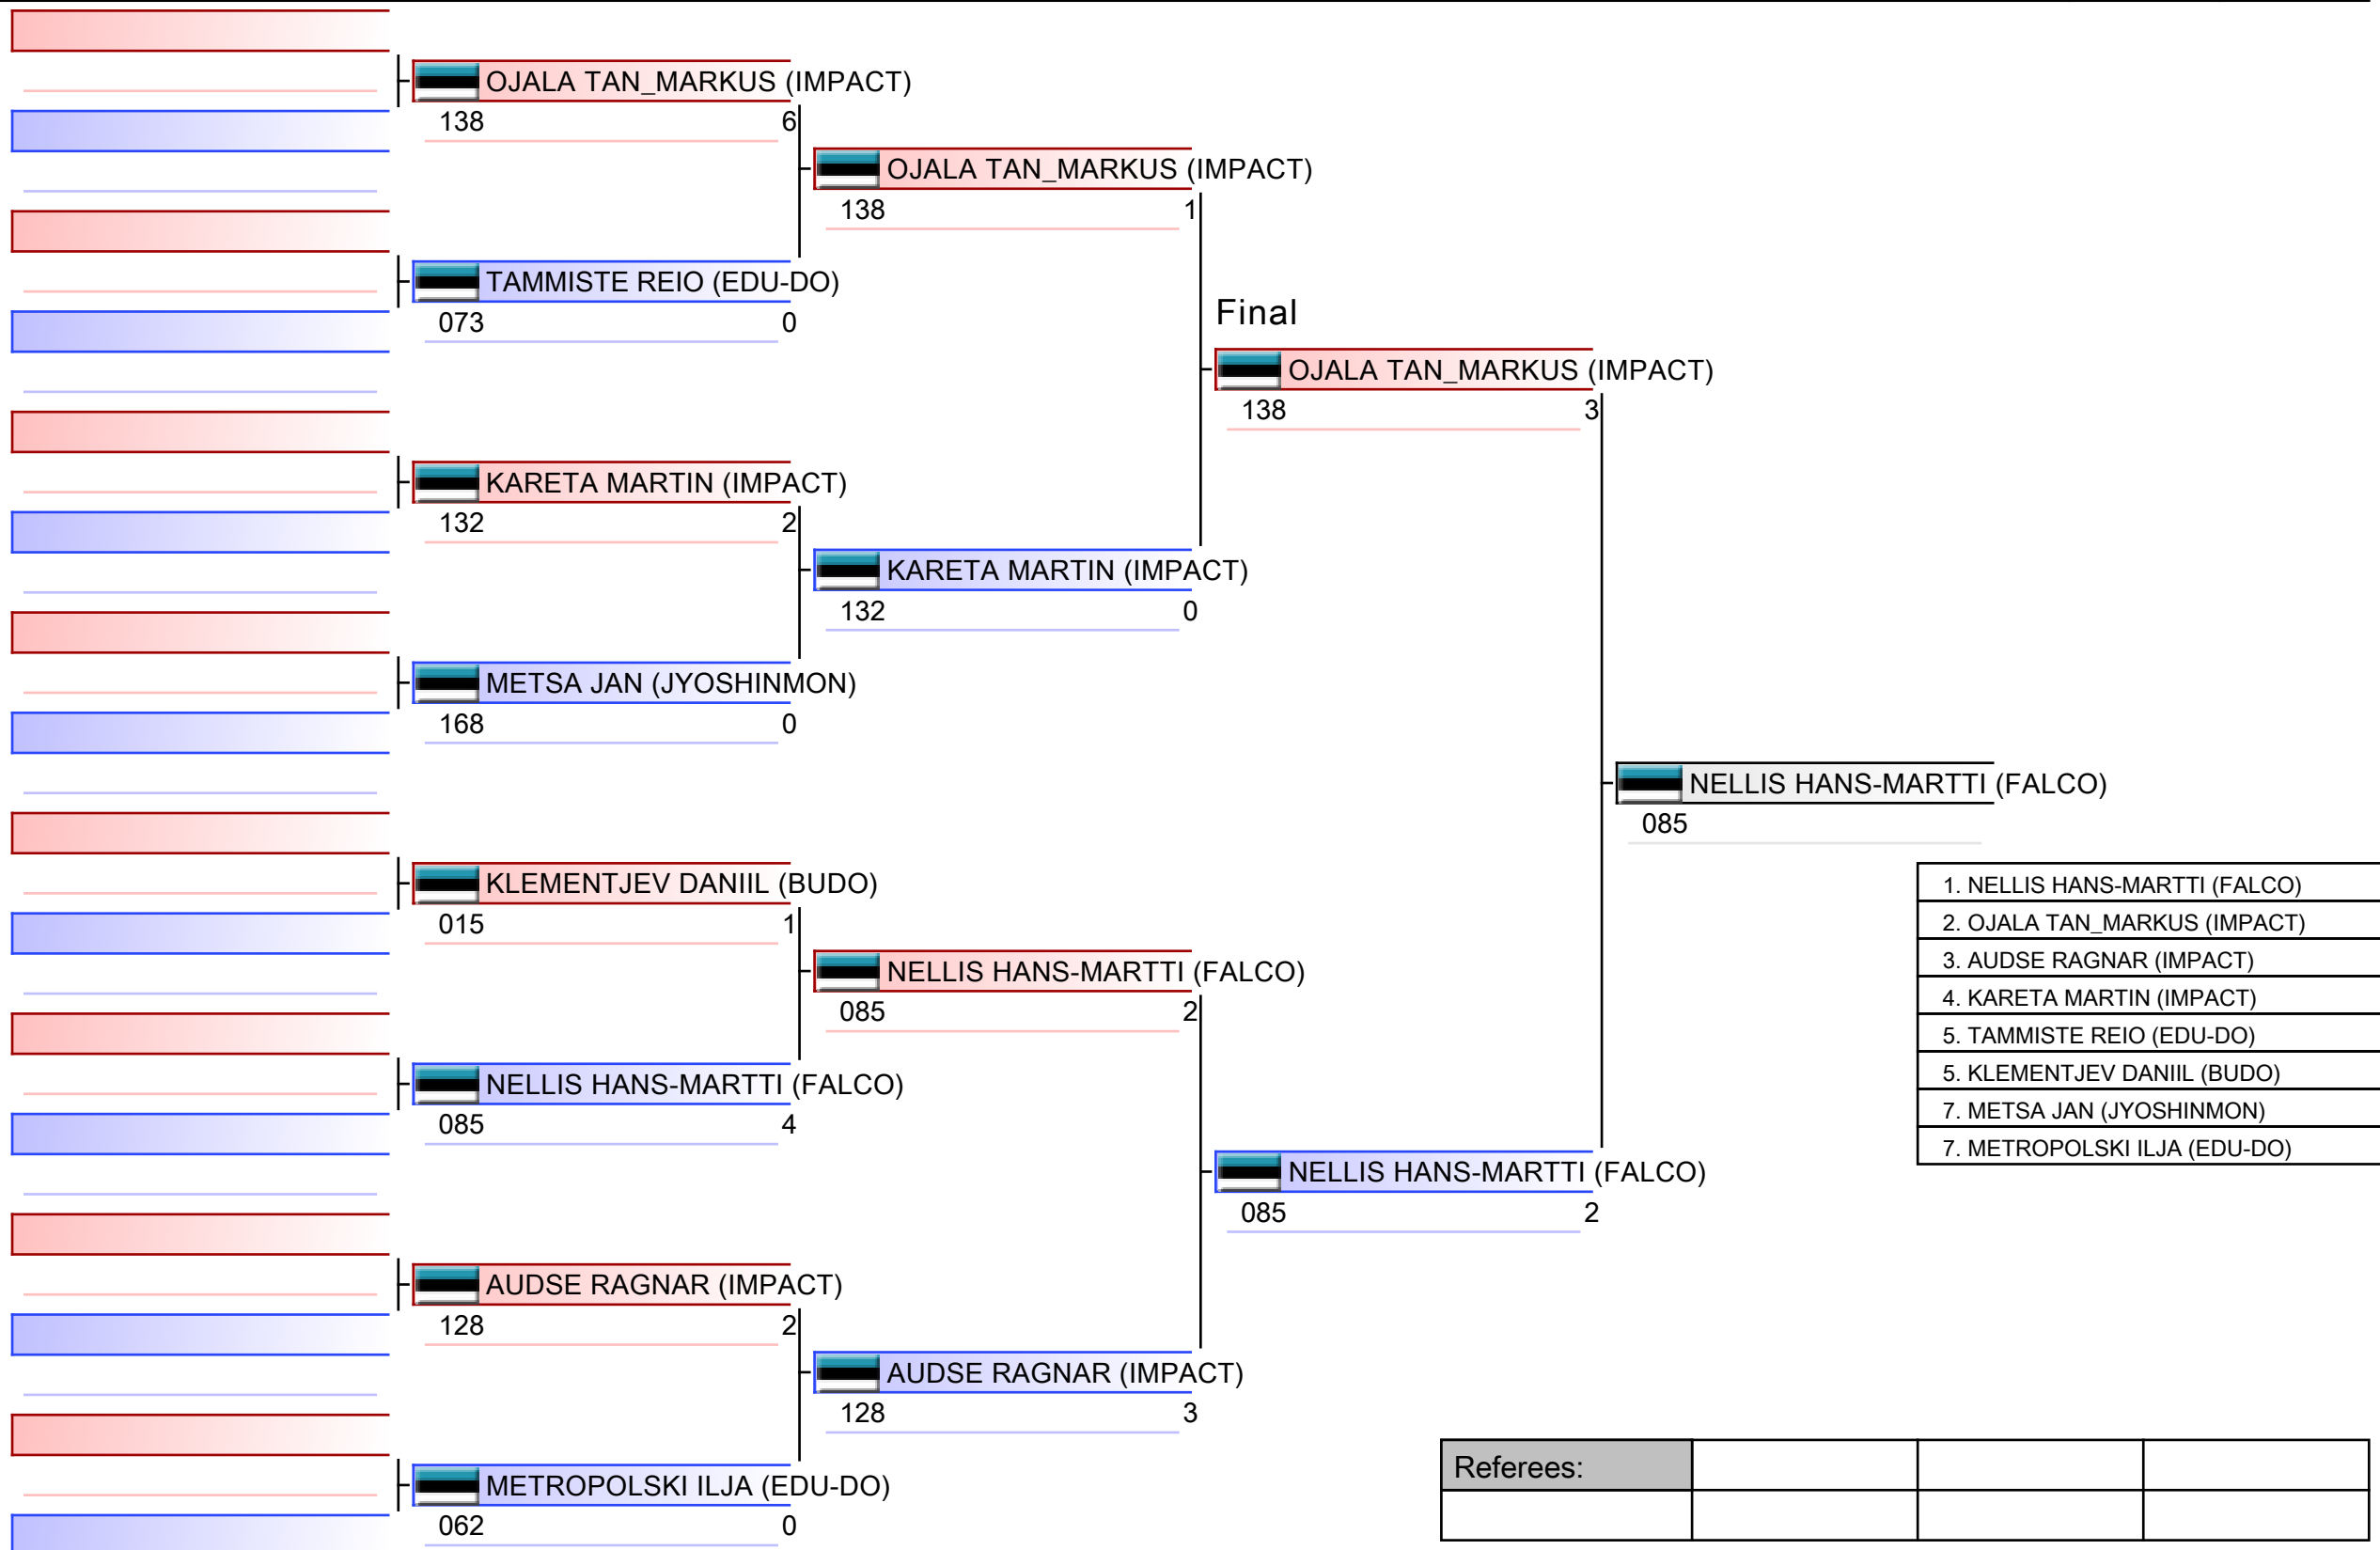 OJALA TAN_MARKUS (IMPACT)
138 6
TAMMISTE REIO (EDU-DO)
073 0
KARETA MARTIN (IMPACT)
132 2
METSA JAN (JYOSHINMON)
168 0
KLEMENTJEV DANIIL (BUDO)
015 1
NELLIS HANS-MARTTI (FALCO)
085 4
AUDSE RAGNAR (IMPACT)
128 2
METROPOLSKI ILJA (EDU-DO)
062 0
OJALA TAN_MARKUS (IMPACT)
138 1
KARETA MARTIN (IMPACT)
132 0
NELLIS HANS-MARTTI (FALCO)
085 2
AUDSE RAGNAR (IMPACT)
128 3
Final
OJALA TAN_MARKUS (IMPACT)
138 3
NELLIS HANS-MARTTI (FALCO)
085 2
NELLIS HANS-MARTTI (FALCO)
085
1. NELLIS HANS-MARTTI (FALCO)
2. OJALA TAN_MARKUS (IMPACT)
3. AUDSE RAGNAR (IMPACT)
4. KARETA MARTIN (IMPACT)
5. TAMMISTE REIO (EDU-DO)
5. KLEMENTJEV DANIIL (BUDO)
7. METSA JAN (JYOSHINMON)
7. METROPOLSKI ILJA (EDU-DO)
Referees: